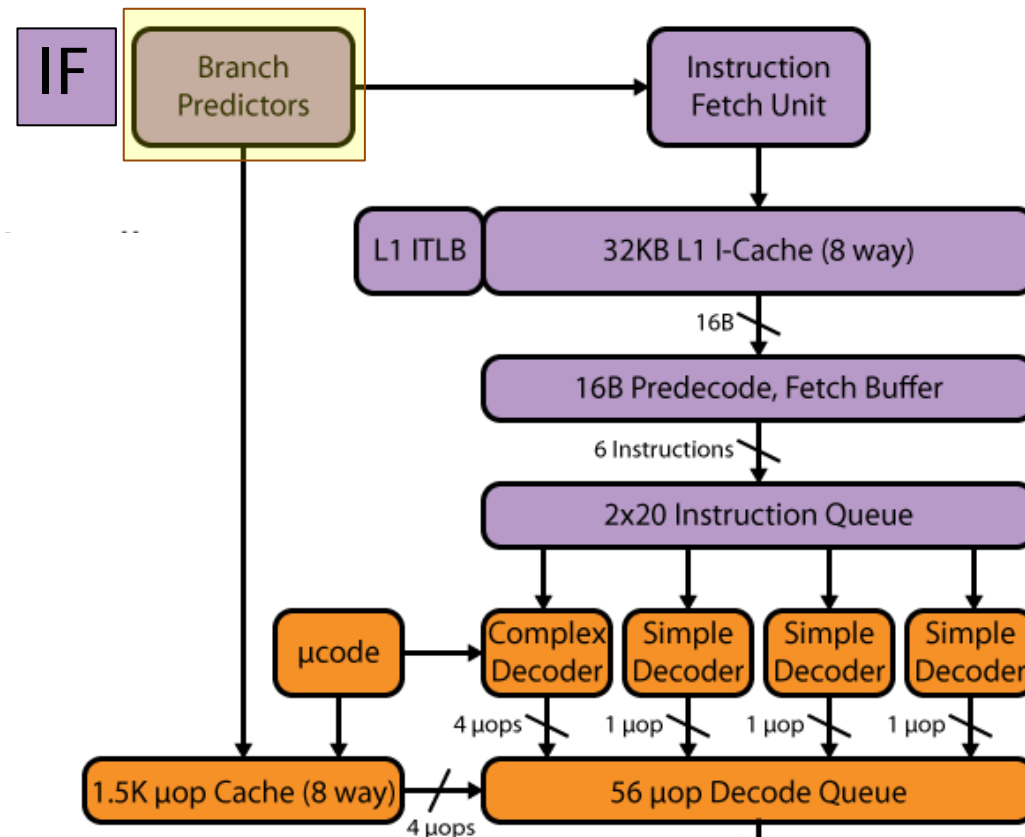 IF
Branch
Predictors
Instruction
Fetch Unit
L1 ITLB
32KB L1 I-Cache (8 way)
16B
16B Predecode, Fetch Buffer
6 Instructions
2x20 Instruction Queue
μcode
Complex
Decoder
Simple
Decoder
Simple
Decoder
Simple
Decoder
4 μops
1 μop
1 μop
1 μop
1.5K μop Cache (8 way)
4 μops
56 μop Decode Queue